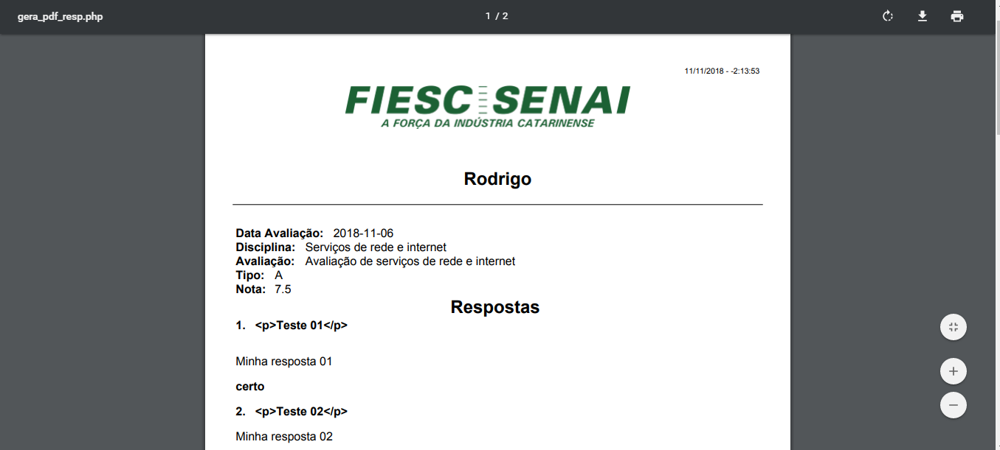 gera_pdf_resp.php
1 / 2
11/11/2018 - -2:13:53
FIESC SENAI
A FORÇA DA INDÚSTRIA CATARINENSE
Rodrigo
Data Avaliação: 2018-11-06
Disciplina: Serviços de rede e internet
Avaliação: Avaliação de serviços de rede e internet
Tipo: A
Nota: 7.5
Respostas
1. <p>Teste 01</p>
Minha resposta 01
certo
2. <p>Teste 02</p>
Minha resposta 02